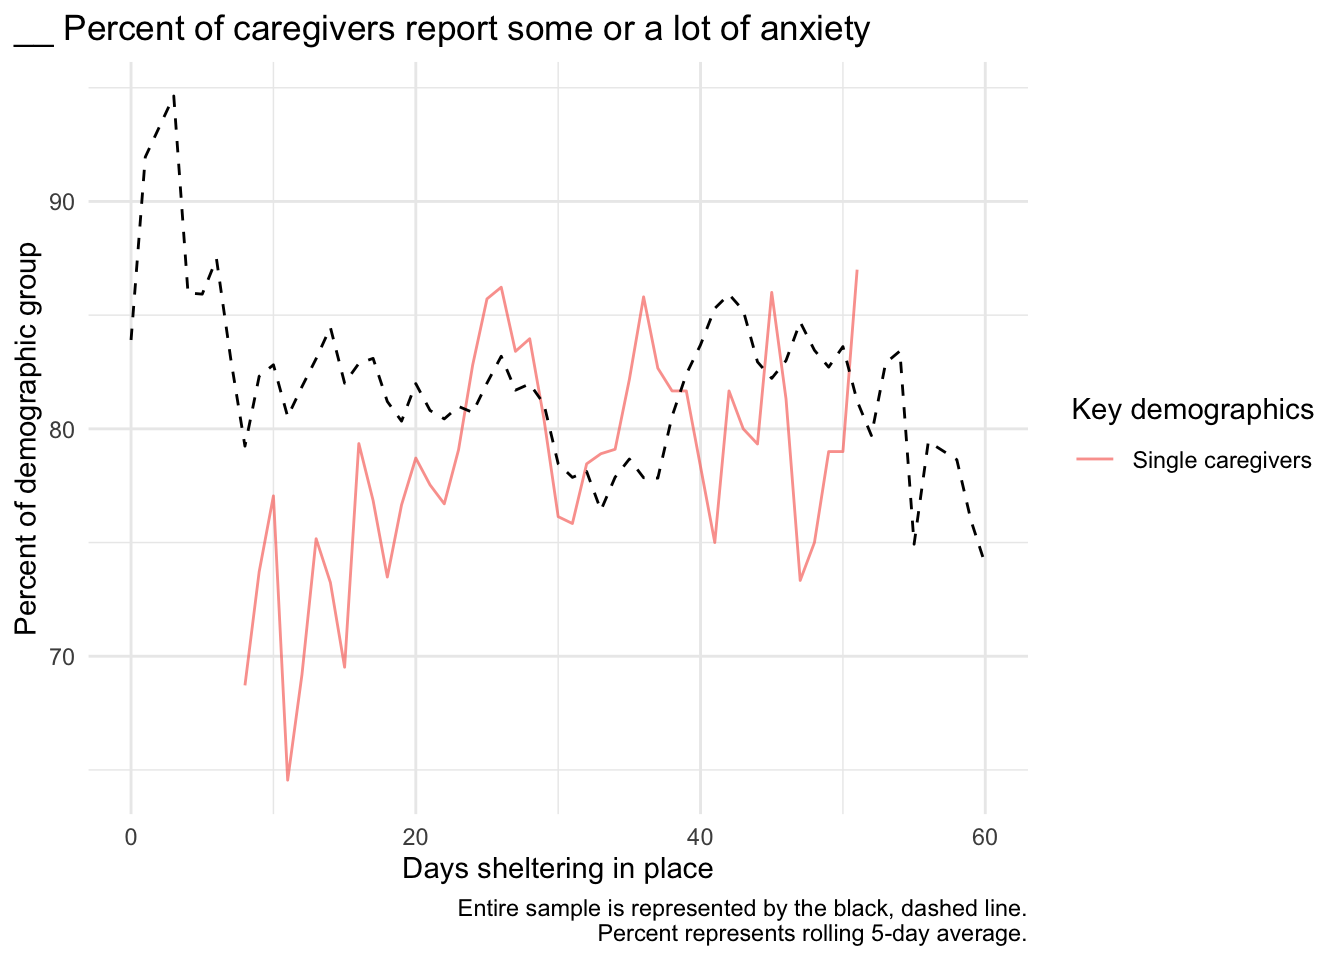 __ Percent of caregivers report some or a lot of anxiety
Percent of demographic group
90
80
70
0
20
40
60
Days sheltering in place
Key demographics
Single caregivers
Entire sample is represented by the black, dashed line.
Percent represents rolling 5-day average.